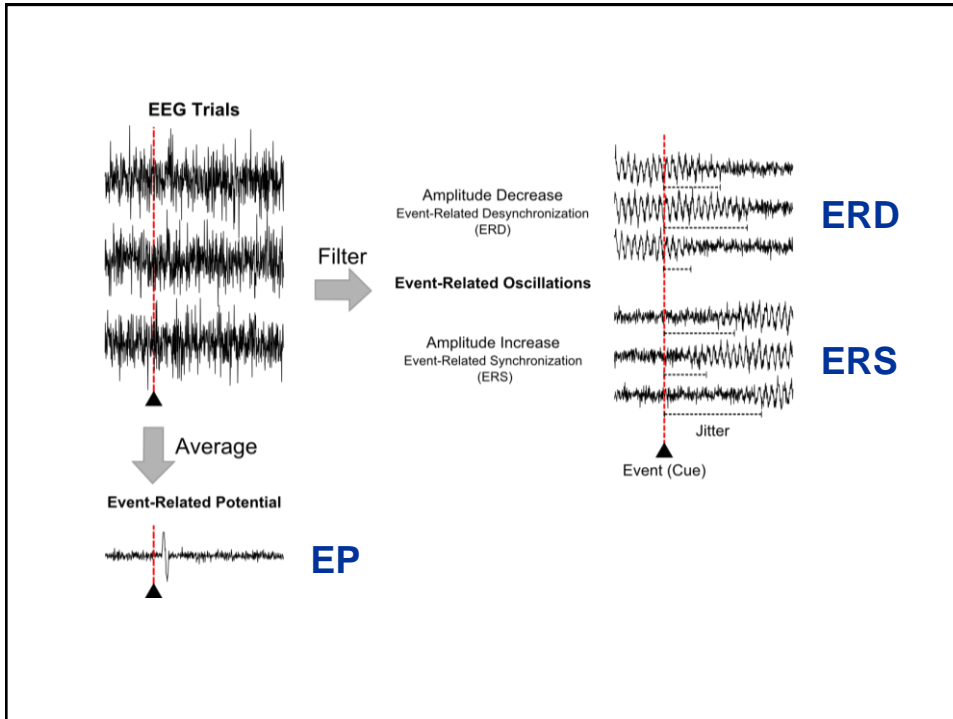 EEG Trials
Filter
Average
Event-Related Potential
EP
Amplitude Decrease
Event-Related Desynchronization
(ERD)
Event-Related Oscillations
Amplitude Increase
Event-Related Synchronization
(ERS)
ERD
ERS
Jitter
Event (Cue)